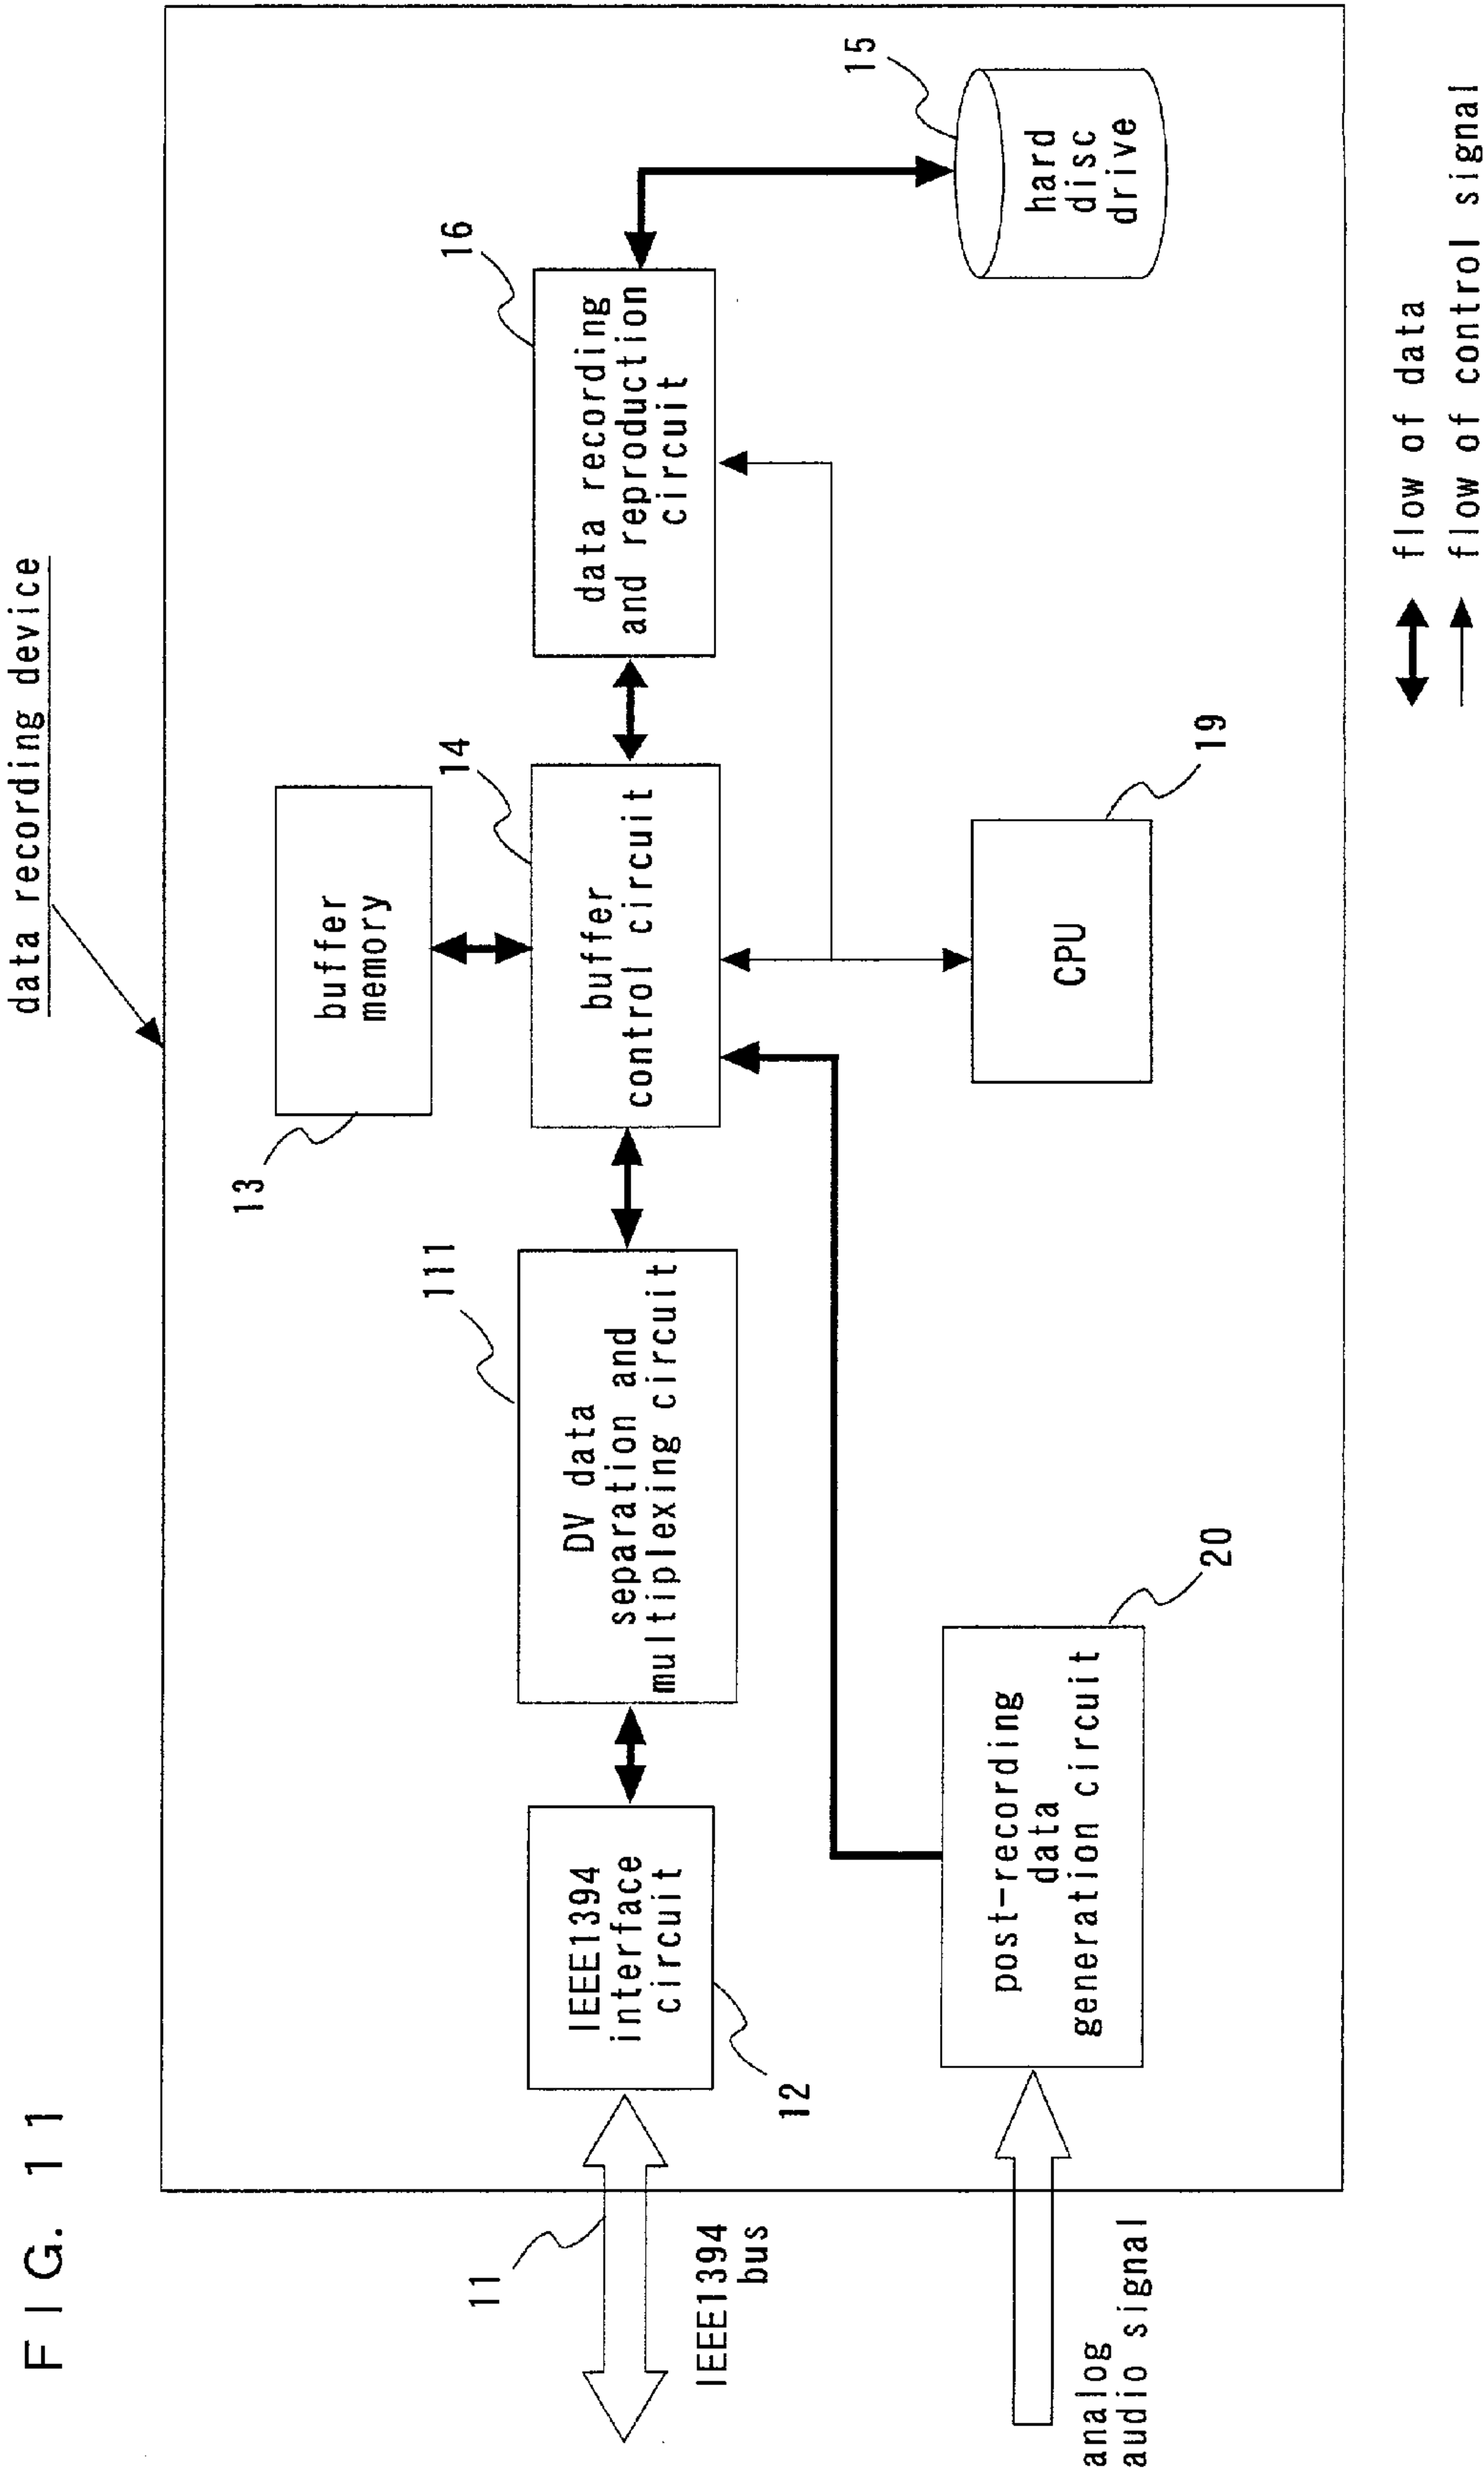 FIG. 11
data recording device
13
buffer
memory
11
IEEE1394
bus
IEEE1394
interface
circuit
12
111
DV data
separation and
multiplexing circuit
14
buffer
control circuit
16
data recording
and reproduction
circuit
15
hard
disc
drive
analog
audio signal
post-recording
data
generation circuit
20
CPU
19
flow of data
flow of control signal